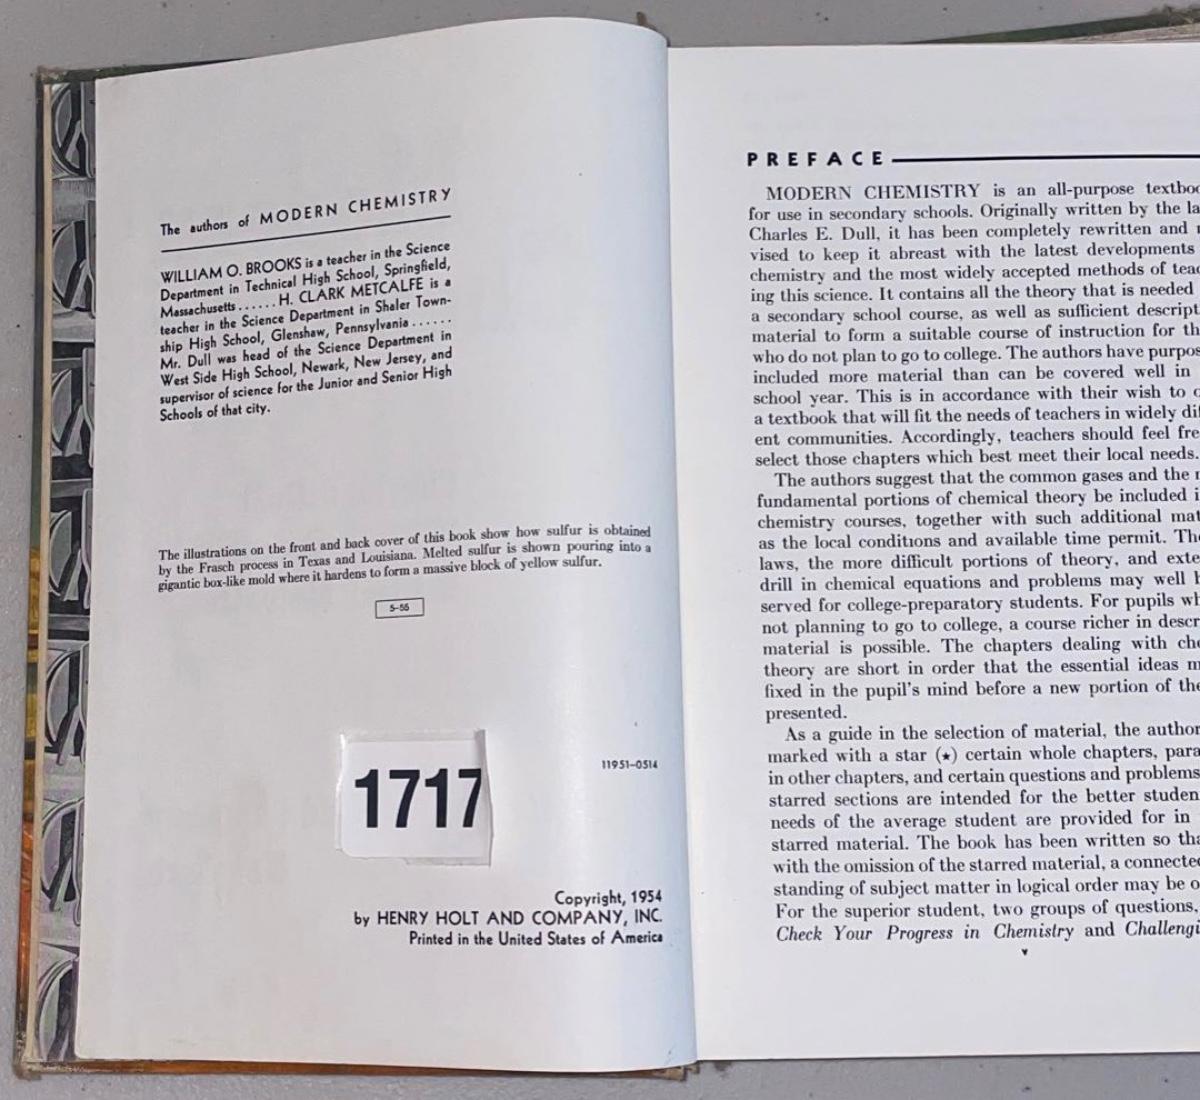 The authors of MODERN CHEMISTRY
WILLIAM O. BROOKS is a teacher in the Science
Department in Technical High School, Springfield,
Massachusetts ...... H. CLARK METCALFE is a
teacher in the Science Department in Shaler Town-
ship High School, Glenshaw, Pennsylvania ......
Mr. Dull was head of the Science Department in
West Side High School, Newark, New Jersey, and
supervisor of science for the Junior and Senior High
Schools of that city.
The illustrations on the front and back cover of this book show how sulfur is obtained
by the Frasch process in Texas and Louisiana. Melted sulfur is shown pouring into a
gigantic box-like mold where it hardens to form a massive block of yellow sulfur.
5-55
11951-0514
1717
Copyright, 1954
by HENRY HOLT AND COMPANY, INC.
Printed in the United States of America
PREFACE
MODERN CHEMISTRY is an all-purpose textboo
for use in secondary schools. Originally written by the la
Charles E. Dull, it has been completely rewritten and r
vised to keep it abreast with the latest developments
chemistry and the most widely accepted methods of teac
ing this science. It contains all the theory that is needed
a secondary school course, as well as sufficient descript
material to form a suitable course of instruction for th
who do not plan to go to college. The authors have purpos
included more material than can be covered well in
school year. This is in accordance with their wish to o
a textbook that will fit the needs of teachers in widely dif
ent communities. Accordingly, teachers should feel fre
select those chapters which best meet their local needs.
The authors suggest that the common gases and the m
fundamental portions of chemical theory be included i
chemistry courses, together with such additional mat
as the local conditions and available time permit. The
laws, the more difficult portions of theory, and exte
drill in chemical equations and problems may well b
served for college-preparatory students. For pupils wh
not planning to go to college, a course richer in descr
material is possible. The chapters dealing with che
theory are short in order that the essential ideas m
fixed in the pupil's mind before a new portion of the
presented.
As a guide in the selection of material, the author
marked with a star (★) certain whole chapters, para
in other chapters, and certain questions and problems
starred sections are intended for the better studen
needs of the average student are provided for in
starred material. The book has been written so tha
with the omission of the starred material, a connected
standing of subject matter in logical order may be o
For the superior student, two groups of questions,
Check Your Progress in Chemistry and Challengi
v